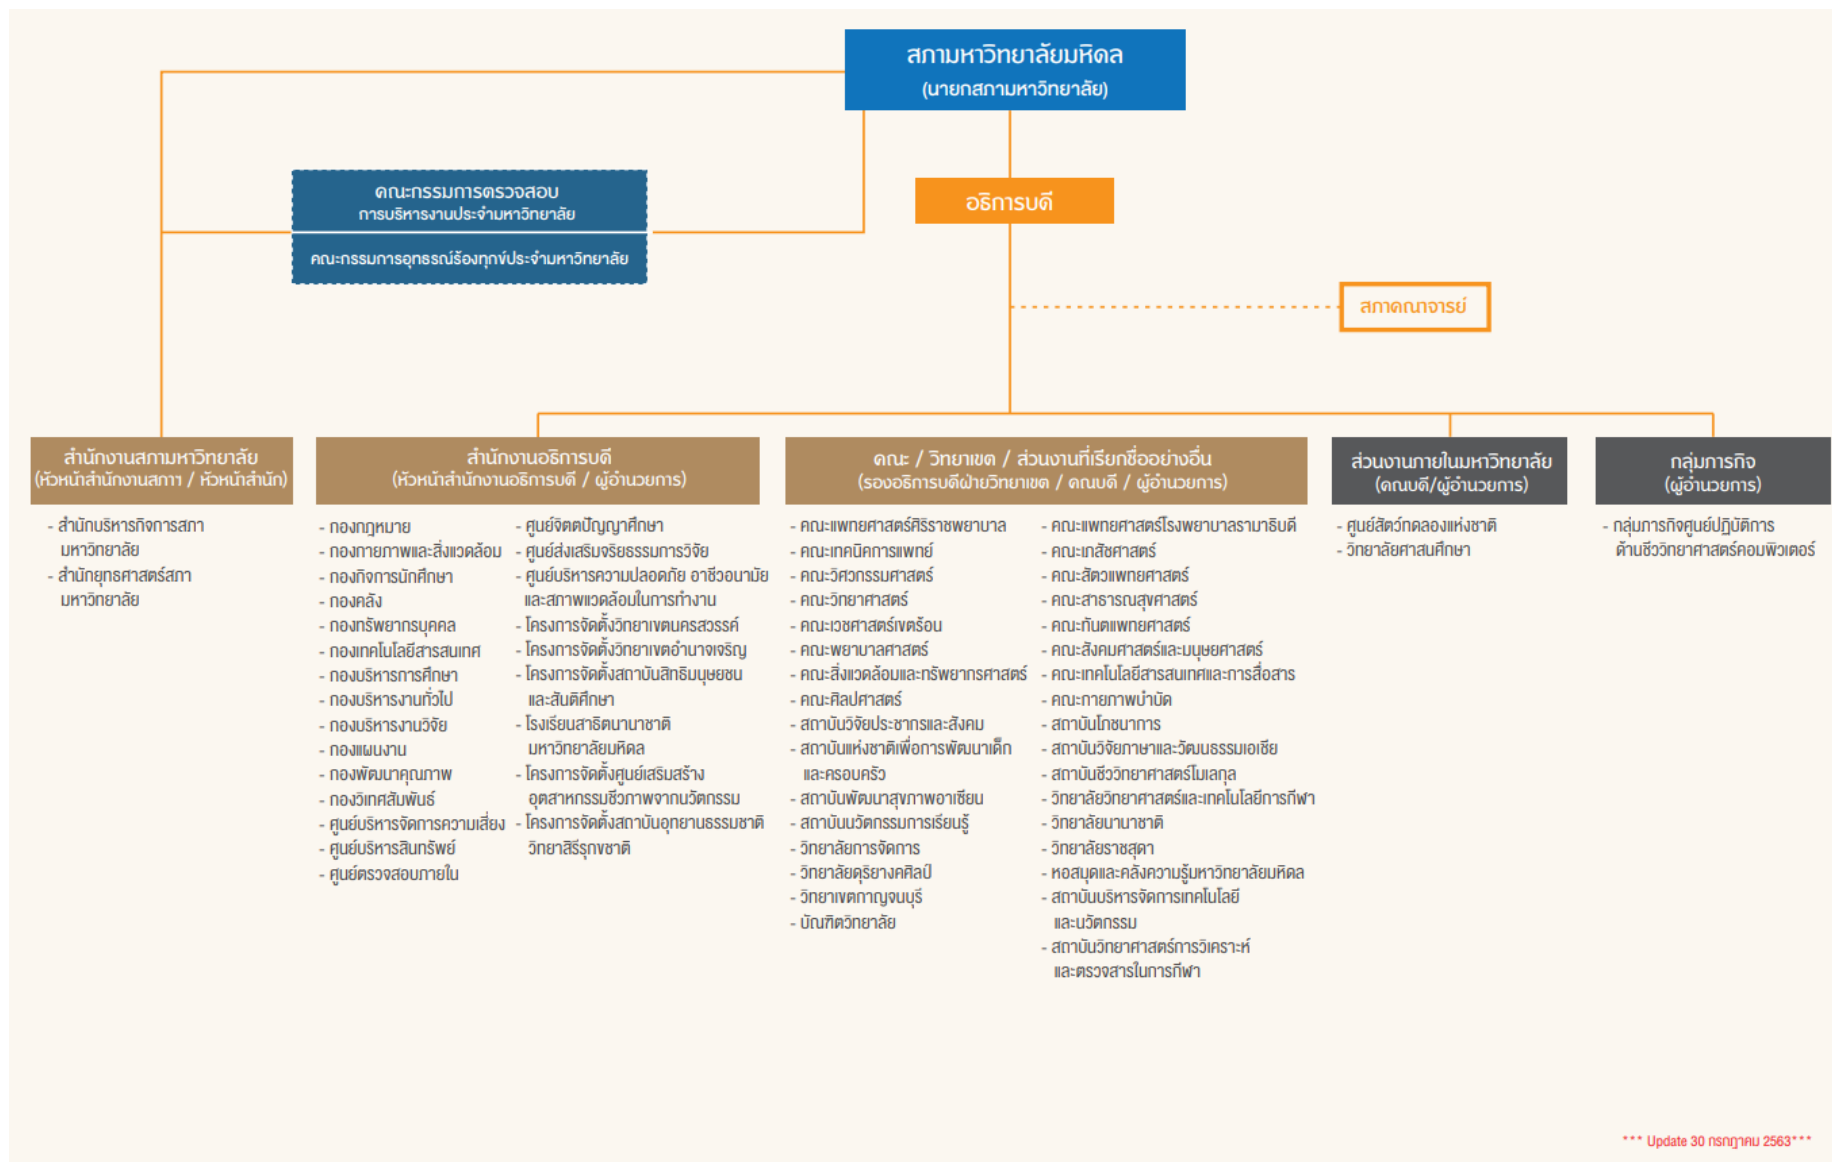 สภามหาวิทยาลัยมหิดล
(นายกสภามหาวิทยาลัย)
คณะกรรมการตรวจสอบ
การบริหารงานประจำมหาวิทยาลัย
คณะกรรมการอุทธรณ์ร้องทุกข์ประจำมหาวิทยาลัย
อธิการบดี
สภาคณาจารย์
สำนักงานสภามหาวิทยาลัย
(หัวหน้าสำนักงานสภาฯ / หัวหน้าสำนัก)
- สำนักบริหารกิจการสภา
มหาวิทยาลัย
- สำนักยุทธศาสตร์สภา
มหาวิทยาลัย
สำนักงานอธิการบดี
(หัวหน้าสำนักงานอธิการบดี / ผู้อำนวยการ)
- กองกฎหมาย
- กองกายภาพและสิ่งแวดล้อม
- กองกิจการนักศึกษา
- กองคลัง
- กองทรัพยากรบุคคล
- กองเทคโนโลยีสารสนเทศ
- กองบริหารการศึกษา
- กองบริหารงานทั่วไป
- กองบริหารงานวิจัย
- กองแผนงาน
- กองพัฒนาคุณภาพ
- กองวิเทศสัมพันธ์
- ศูนย์บริหารจัดการความเสี่ยง
- ศูนย์บริหารสินทรัพย์
- ศูนย์ตรวจสอบภายใน
- ศูนย์จิตตปัญญาศึกษา
- ศูนย์ส่งเสริมจริยธรรมการวิจัย
- ศูนย์บริหารความปลอดภัย อาชีวอนามัย
และสภาพแวดล้อมในการทำงาน
- โครงการจัดตั้งวิทยาเขตนครสวรรค์
- โครงการจัดตั้งวิทยาเขตอำนาจเจริญ
- โครงการจัดตั้งสถาบันสิทธิมนุษยชน
และสันติศึกษา
- โรงเรียนสาธิตนานาชาติ
มหาวิทยาลัยมหิดล
- โครงการจัดตั้งศูนย์เสริมสร้าง
อุตสาหกรรมชีวภาพจากนวัตกรรม
- โครงการจัดตั้งสถาบันอุทยานธรรมชาติ
วิทยาสิรีรุกขชาติ
คณะ / วิทยาเขต / ส่วนงานที่เรียกชื่ออย่างอื่น
(รองอธิการบดีฝ่ายวิทยาเขต / คณบดี / ผู้อำนวยการ)
- คณะแพทยศาสตร์ศิริราชพยาบาล
- คณะเทคนิคการแพทย์
- คณะวิศวกรรมศาสตร์
- คณะวิทยาศาสตร์
- คณะเวชศาสตร์เขตร้อน
- คณะพยาบาลศาสตร์
- คณะสิ่งแวดล้อมและทรัพยากรศาสตร์
- คณะศิลปศาสตร์
- สถาบันวิจัยประชากรและสังคม
- สถาบันแห่งชาติเพื่อการพัฒนาเด็ก
และครอบครัว
- สถาบันพัฒนาสุขภาพอาเซียน
- สถาบันนวัตกรรมการเรียนรู้
- วิทยาลัยการจัดการ
- วิทยาลัยดุริยางคศิลป์
- วิทยาเขตกาญจนบุรี
- บัณฑิตวิทยาลัย
- คณะแพทยศาสตร์โรงพยาบาลรามาธิบดี
- คณะเภสัชศาสตร์
- คณะสัตวแพทยศาสตร์
- คณะสาธารณสุขศาสตร์
- คณะทันตแพทยศาสตร์
- คณะสังคมศาสตร์และมนุษยศาสตร์
- คณะเทคโนโลยีสารสนเทศและการสื่อสาร
- คณะกายภาพบำบัด
- สถาบันโภชนาการ
- สถาบันวิจัยภาษาและวัฒนธรรมเอเชีย
- สถาบันชีววิทยาศาสตร์โมเลกุล
- วิทยาลัยวิทยาศาสตร์และเทคโนโลยีการกีฬา
- วิทยาลัยนานาชาติ
- วิทยาลัยราชสุดา
- หอสมุดและคลังความรู้มหาวิทยาลัยมหิดล
- สถาบันบริหารจัดการเทคโนโลยี
และนวัตกรรม
- สถาบันวิทยาศาสตร์การวิเคราะห์
และตรวจสารในการกีฬา
ส่วนงานภายในมหาวิทยาลัย
(คณบดี/ผู้อำนวยการ)
- ศูนย์สัตว์ทดลองแห่งชาติ
- วิทยาลัยศาสนศึกษา
กลุ่มภารกิจ
(ผู้อำนวยการ)
- กลุ่มภารกิจศูนย์ปฏิบัติการ
ด้านชีววิทยาศาสตร์คอมพิวเตอร์
*** Update 30 กรกฎาคม 2563***